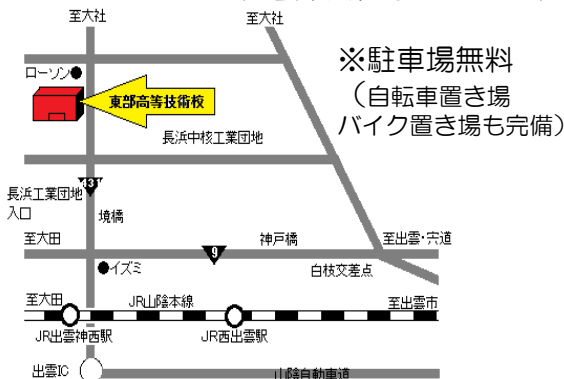 至大社
至大社
ローソン
東部高等技術校
※駐車場無料
（自転車置き場
バイク置き場も完備）
長浜中核工業団地
431
長浜工業団地
入口
境橋
至大田
神戸橋
至出雲・宍道
9
イズミ
白枝交差点
至大田
JR山陰本線
至出雲市
JR出雲神西駅
JR西出雲駅
出雲IC
山陰自動車道